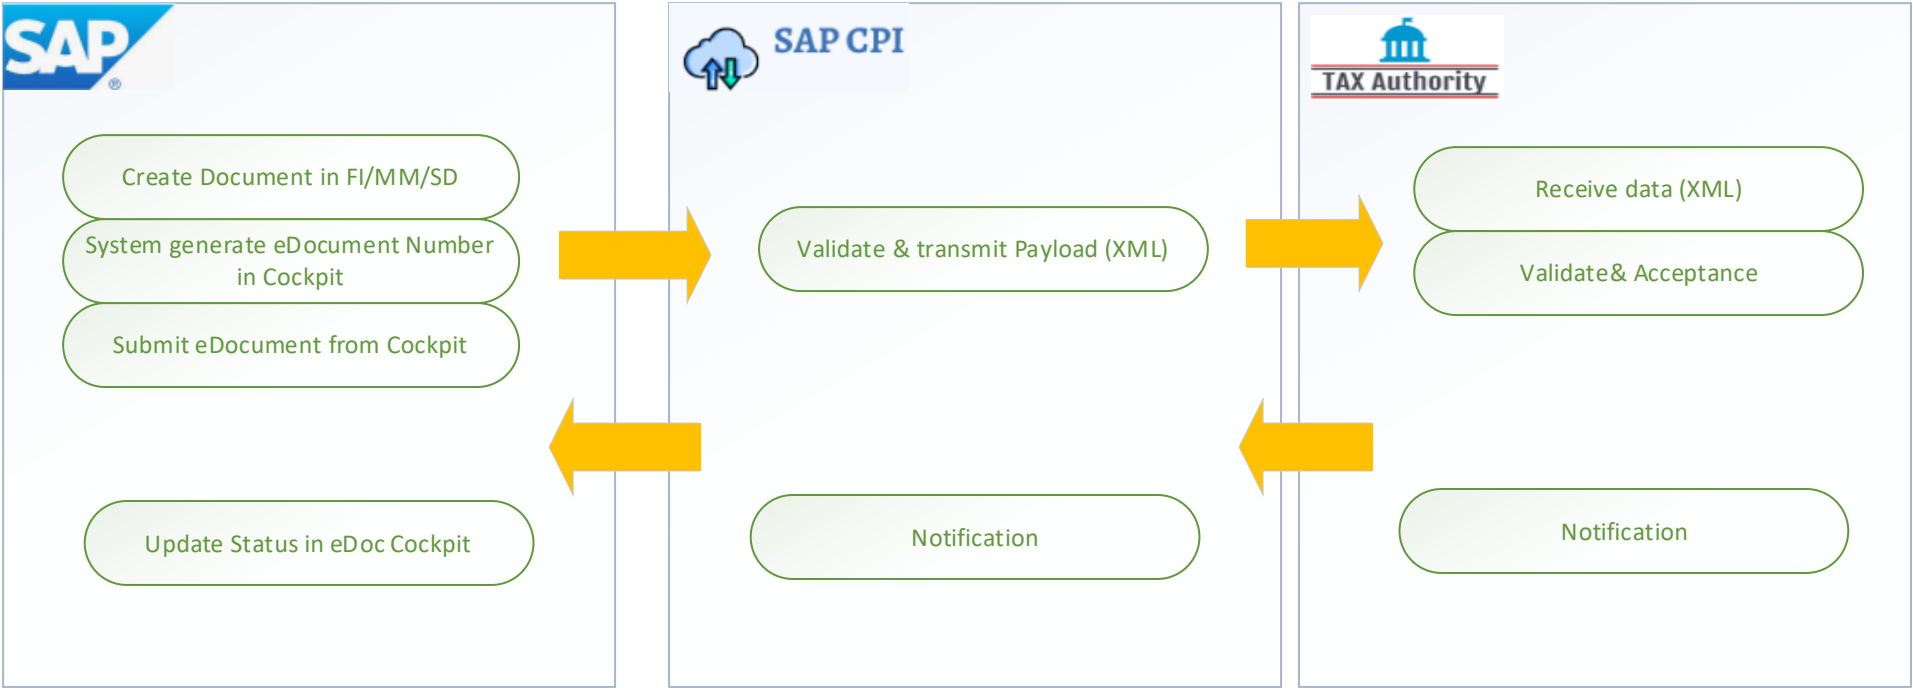 SAP
®
Create Document in FI/MM/SD
System generate eDocument Number
in Cockpit
Submit eDocument from Cockpit
Update Status in eDoc Cockpit
SAP CPI
Validate & transmit Payload (XML)
Notification
TAX Authority
Receive data (XML)
Validate& Acceptance
Notification